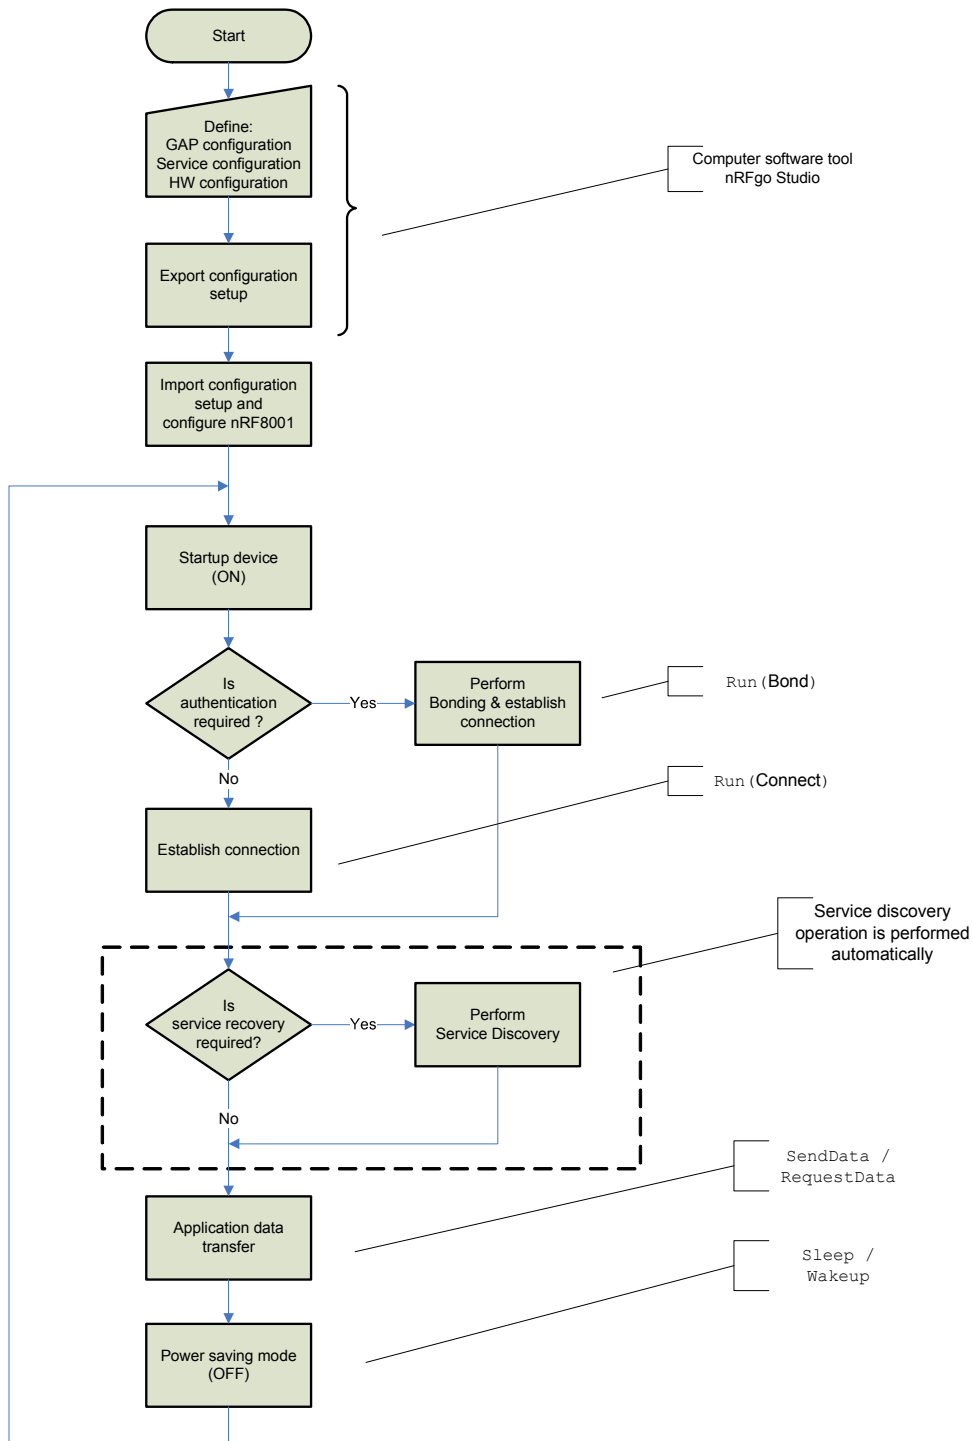 Start
Define:
GAP configuration
Service configuration
HW configuration
Computer software tool
nRFgo Studio
Export configuration
setup
Import configuration
setup and
configure nRF8001
Startup device
(ON)
Is
authentication
required ?
Yes
Perform
Bonding & establish
connection
Run(Bond)
No
Run(Connect)
Establish connection
Service discovery
operation is performed
automatically
Is
service recovery
required?
Yes
Perform
Service Discovery
No
SendData /
RequestData
Application data
transfer
Sleep /
Wakeup
Power saving mode
(OFF)